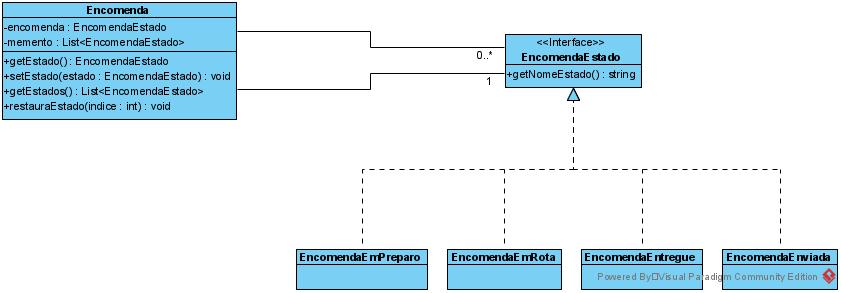 Encomenda
-encomenda : EncomendaEstado
-memento : List<EncomendaEstado>
+getEstado() : EncomendaEstado
+setEstado(estado : EncomendaEstado) : void
+getEstados() : List<EncomendaEstado>
+restauraEstado(indice : int) : void
0..*
1
<<Interface>>
EncomendaEstado
+getNomeEstado() : string
EncomendaEmPreparo
EncomendaEmRota
EncomendaEntregue
EncomendaEnviada
Powered By Visual Paradigm Community Edition